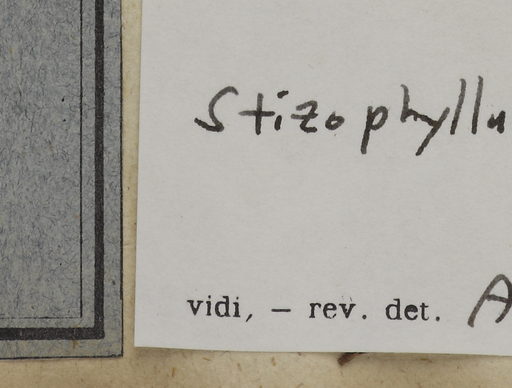 Stizophyllu
vidi, — rev. det. A